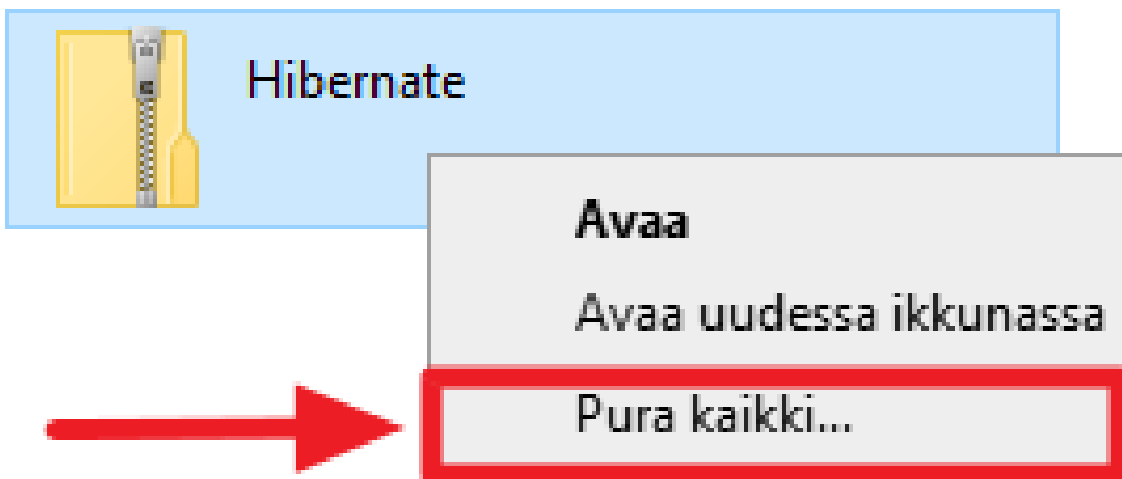 Hibernate
Avaa
Avaa uudessa ikkunassa
Pura kaikki...